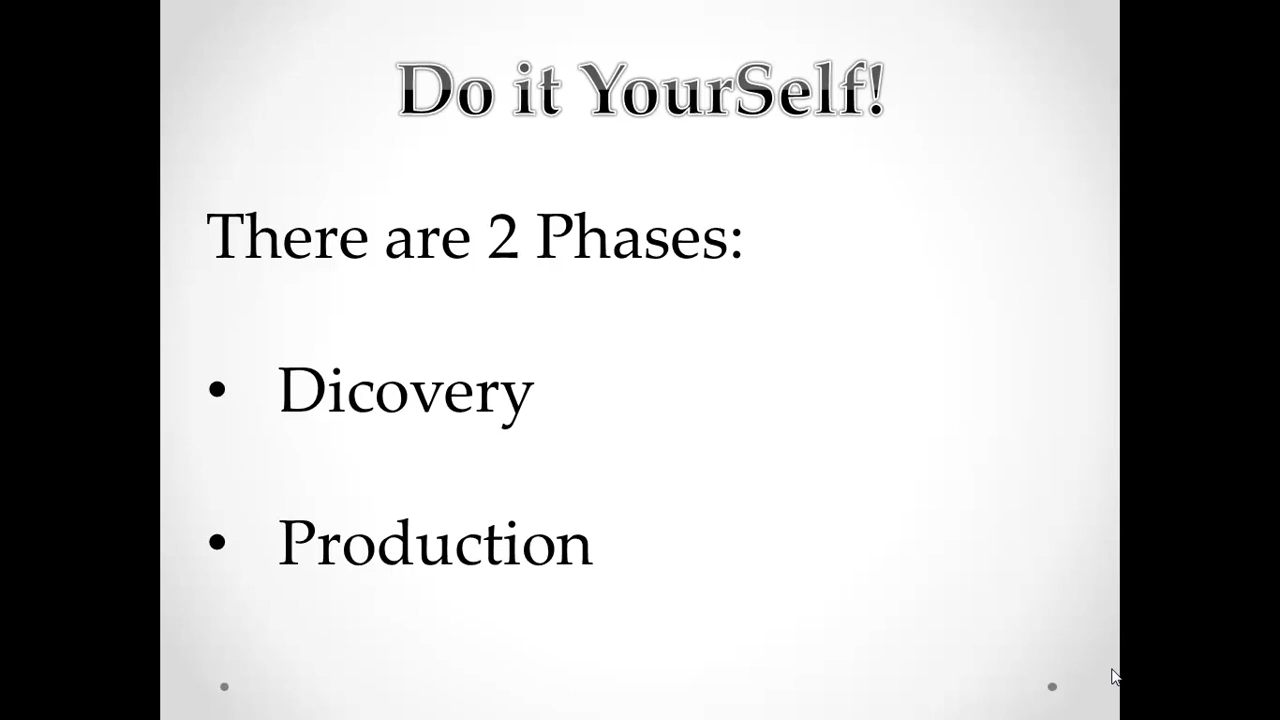 Do it YourSelf!
There are 2 Phases:
• Dicovery
• Production